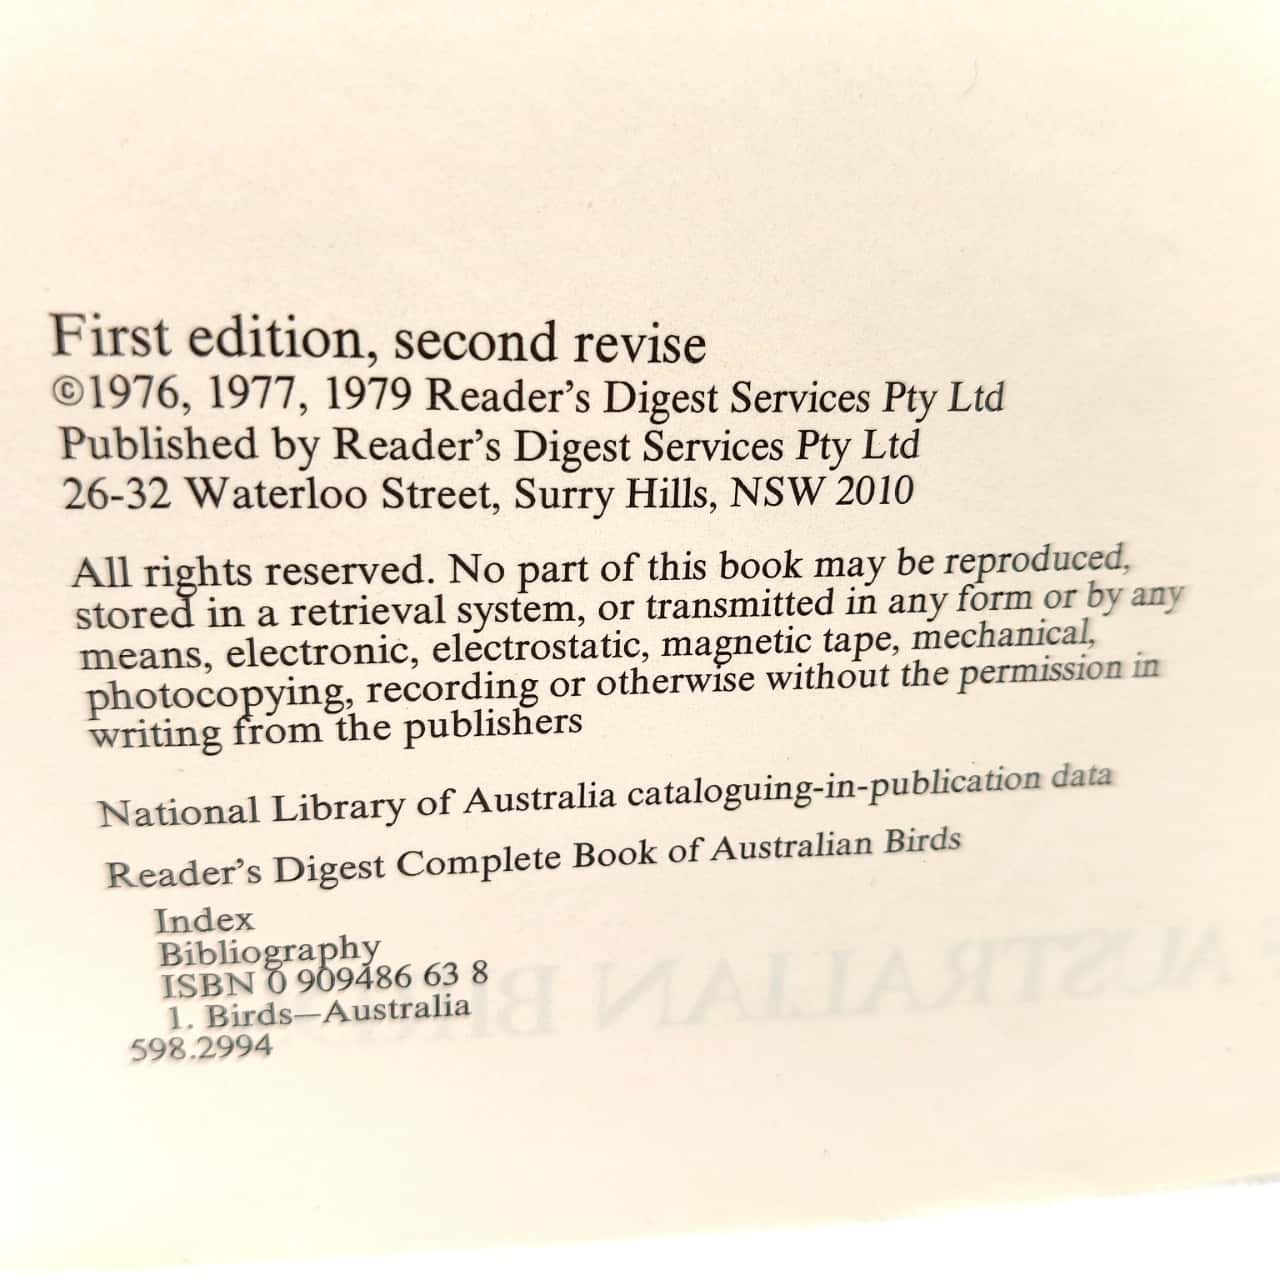 First edition, second revise
©1976, 1977, 1979 Reader's Digest Services Pty Ltd
Published by Reader's Digest Services Pty Ltd
26-32 Waterloo Street, Surry Hills, NSW 2010
All rights reserved. No part of this book may be reproduced,
stored in a retrieval system, or transmitted in any form or by any
means, electronic, electrostatic, magnetic tape, mechanical,
photocopying, recording or otherwise without the permission in
writing from the publishers
National Library of Australia cataloguing-in-publication data
Reader's Digest Complete Book of Australian Birds
Index
Bibliography
ISBN 0 909486 63 8
1. Birds—Australia
598.2994
AUSTRALIAN